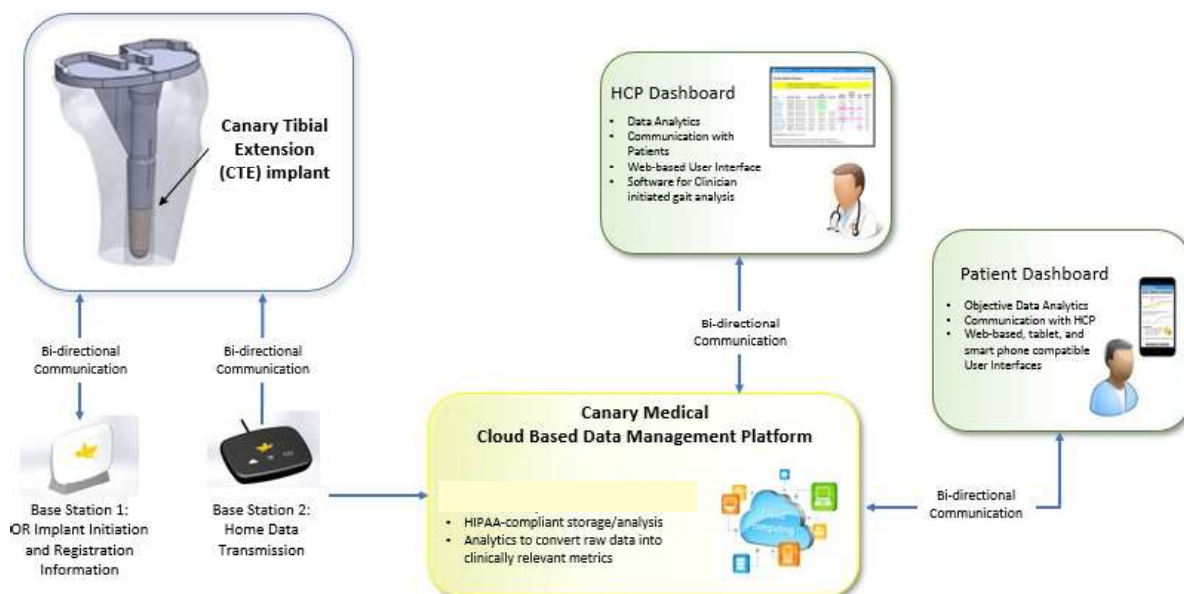 Canary Tibial
Extension
(CTE) implant
Bi-directional
Communication
Bi-directional
Communication
Base Station 1:
OR Implant Initiation
and Registration
Information
Base Station 2:
Home Data
Transmission
HCP Dashboard
• Data Analytics
• Communication with
Patients
• Web-based User Interface
• Software for Clinician
initiated gait analysis
Bi-directional
Communication
Patient Dashboard
• Objective Data Analytics
• Communication with HCP
• Web-based, tablet, and
smart phone compatible
User Interfaces
Bi-directional
Communication
Canary Medical
Cloud Based Data Management Platform
• HIPAA-compliant storage/analysis
• Analytics to convert raw data into
clinically relevant metrics
computing